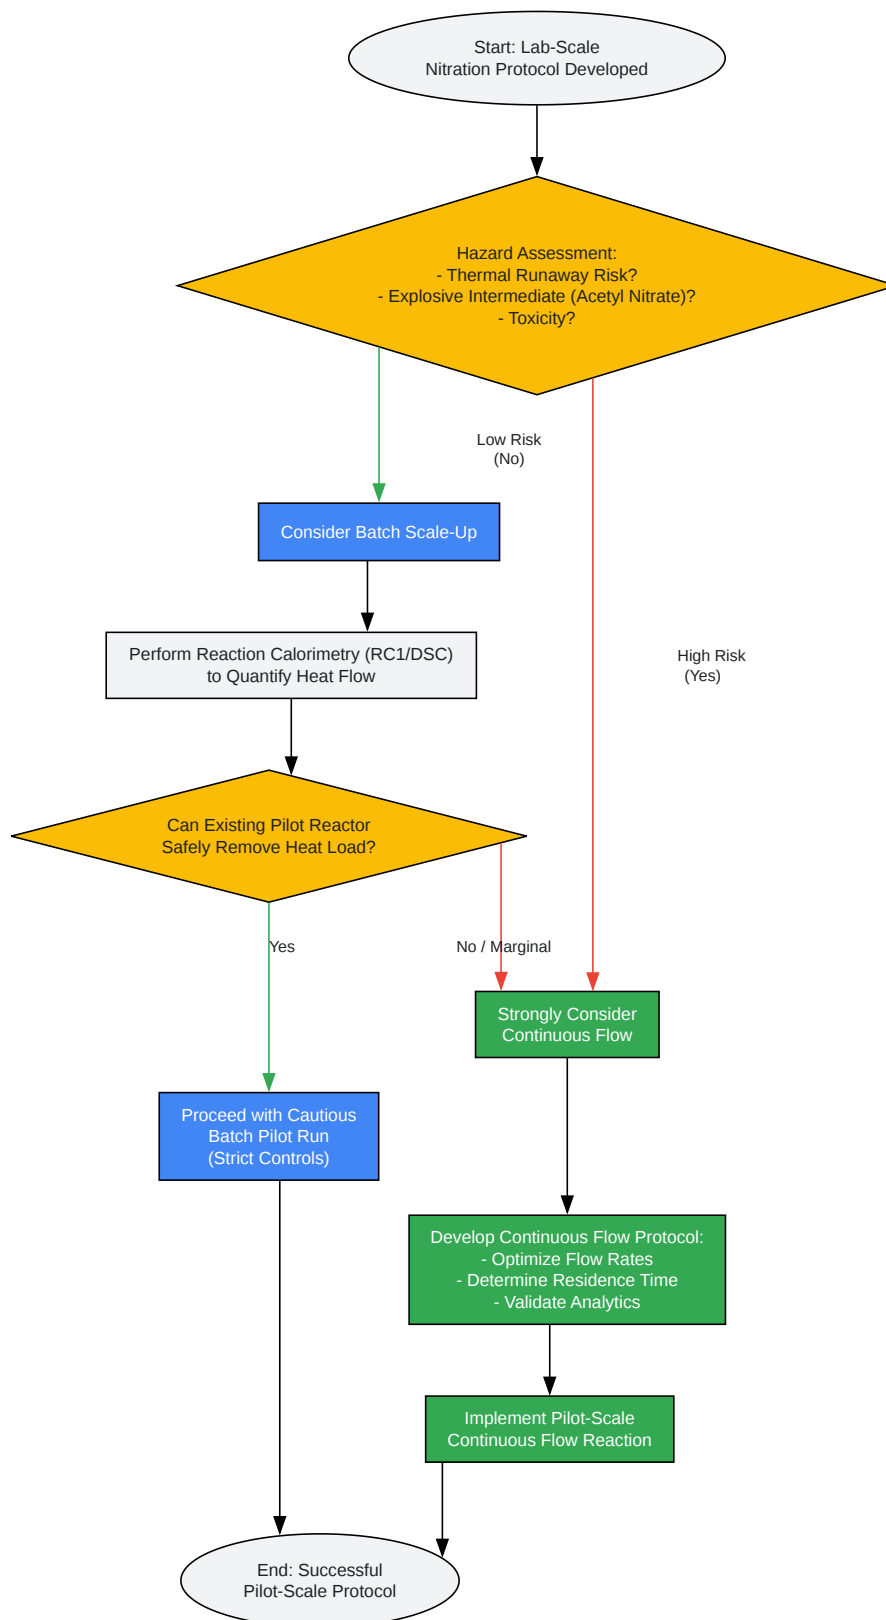 Start: Lab-Scale
Nitration Protocol Developed
Hazard Assessment:
- Thermal Runaway Risk?
- Explosive Intermediate (Acetyl Nitrate)?
- Toxicity?
Low Risk
(No)
Consider Batch Scale-Up
Perform Reaction Calorimetry (RC1/DSC)
to Quantify Heat Flow
High Risk
(Yes)
Can Existing Pilot Reactor
Safely Remove Heat Load?
Yes
No / Marginal
Strongly Consider
Continuous Flow
Proceed with Cautious
Batch Pilot Run
(Strict Controls)
Develop Continuous Flow Protocol:
- Optimize Flow Rates
- Determine Residence Time
- Validate Analytics
Implement Pilot-Scale
Continuous Flow Reaction
End: Successful
Pilot-Scale Protocol